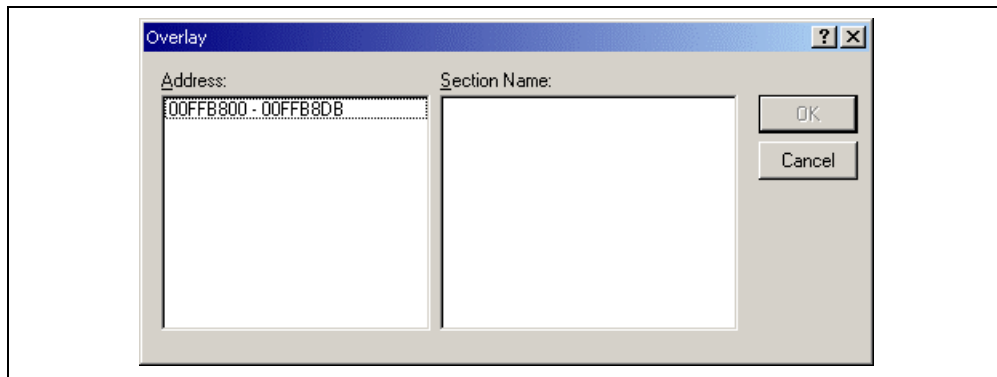 Overlay
Address:
Section Name:
00FFB800 - 00FFB8DB
OK
Cancel